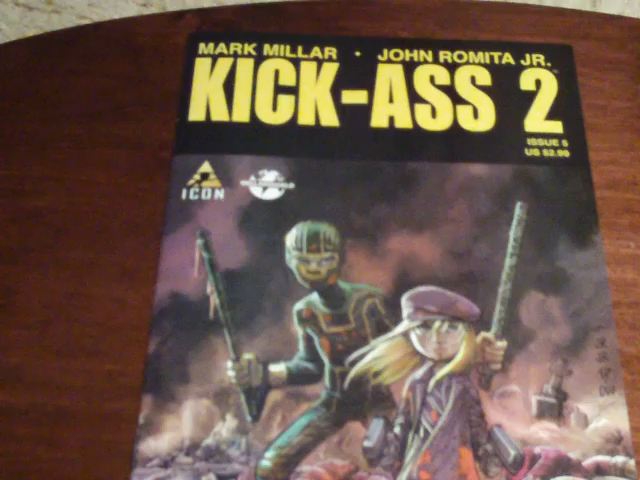 MARK MILLAR • JOHN ROMITA JR.
KICK-ASS 2
ISSUE 5
US $2.99
ICON